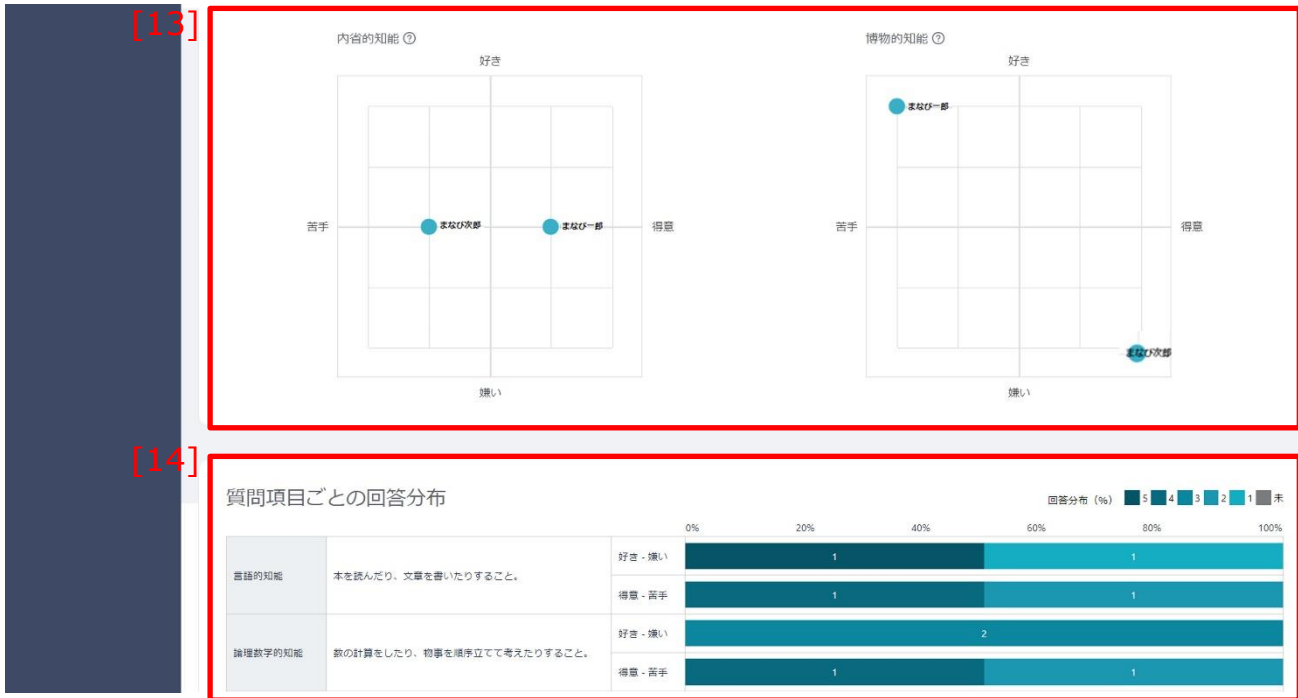 [13]
内省的知能 ?
好き
苦手
まなび次郎
まなび一郎
得意
嫌い
博物的知能 ?
好き
まなび一郎
苦手
得意
まなび次郎
嫌い
[14]
質問項目ごとの回答分布
回答分布（%） 5 4 3 2 1 未
0% 20% 40% 60% 80% 100%
言語的知能
本を読んだり、文章を書いたりすること。
好き - 嫌い
1 1
得意 - 苦手
1 1
論理数学的知能
数の計算をしたり、物事を順序立てて考えたりすること。
好き - 嫌い
2
得意 - 苦手
1 1